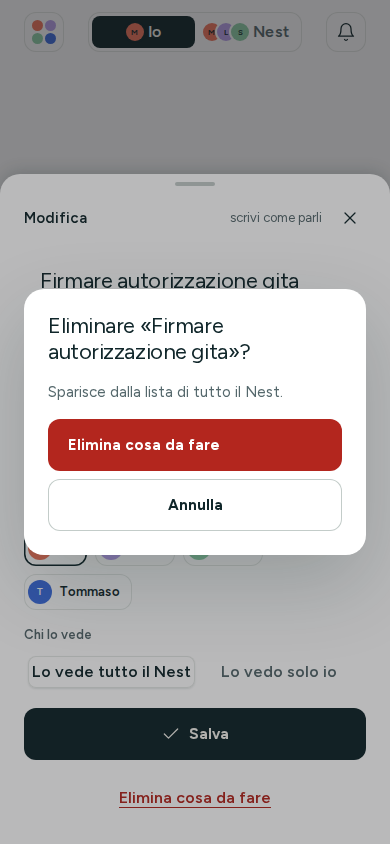 M Io
M L S Nest
Modifica
scrivi come parli
Firmare autorizzazione gita
Eliminare «Firmare
autorizzazione gita»?
Sparisce dalla lista di tutto il Nest.
Elimina cosa da fare
Annulla
T Tommaso
Chi lo vede
Lo vede tutto il Nest
Lo vedo solo io
Salva
Elimina cosa da fare